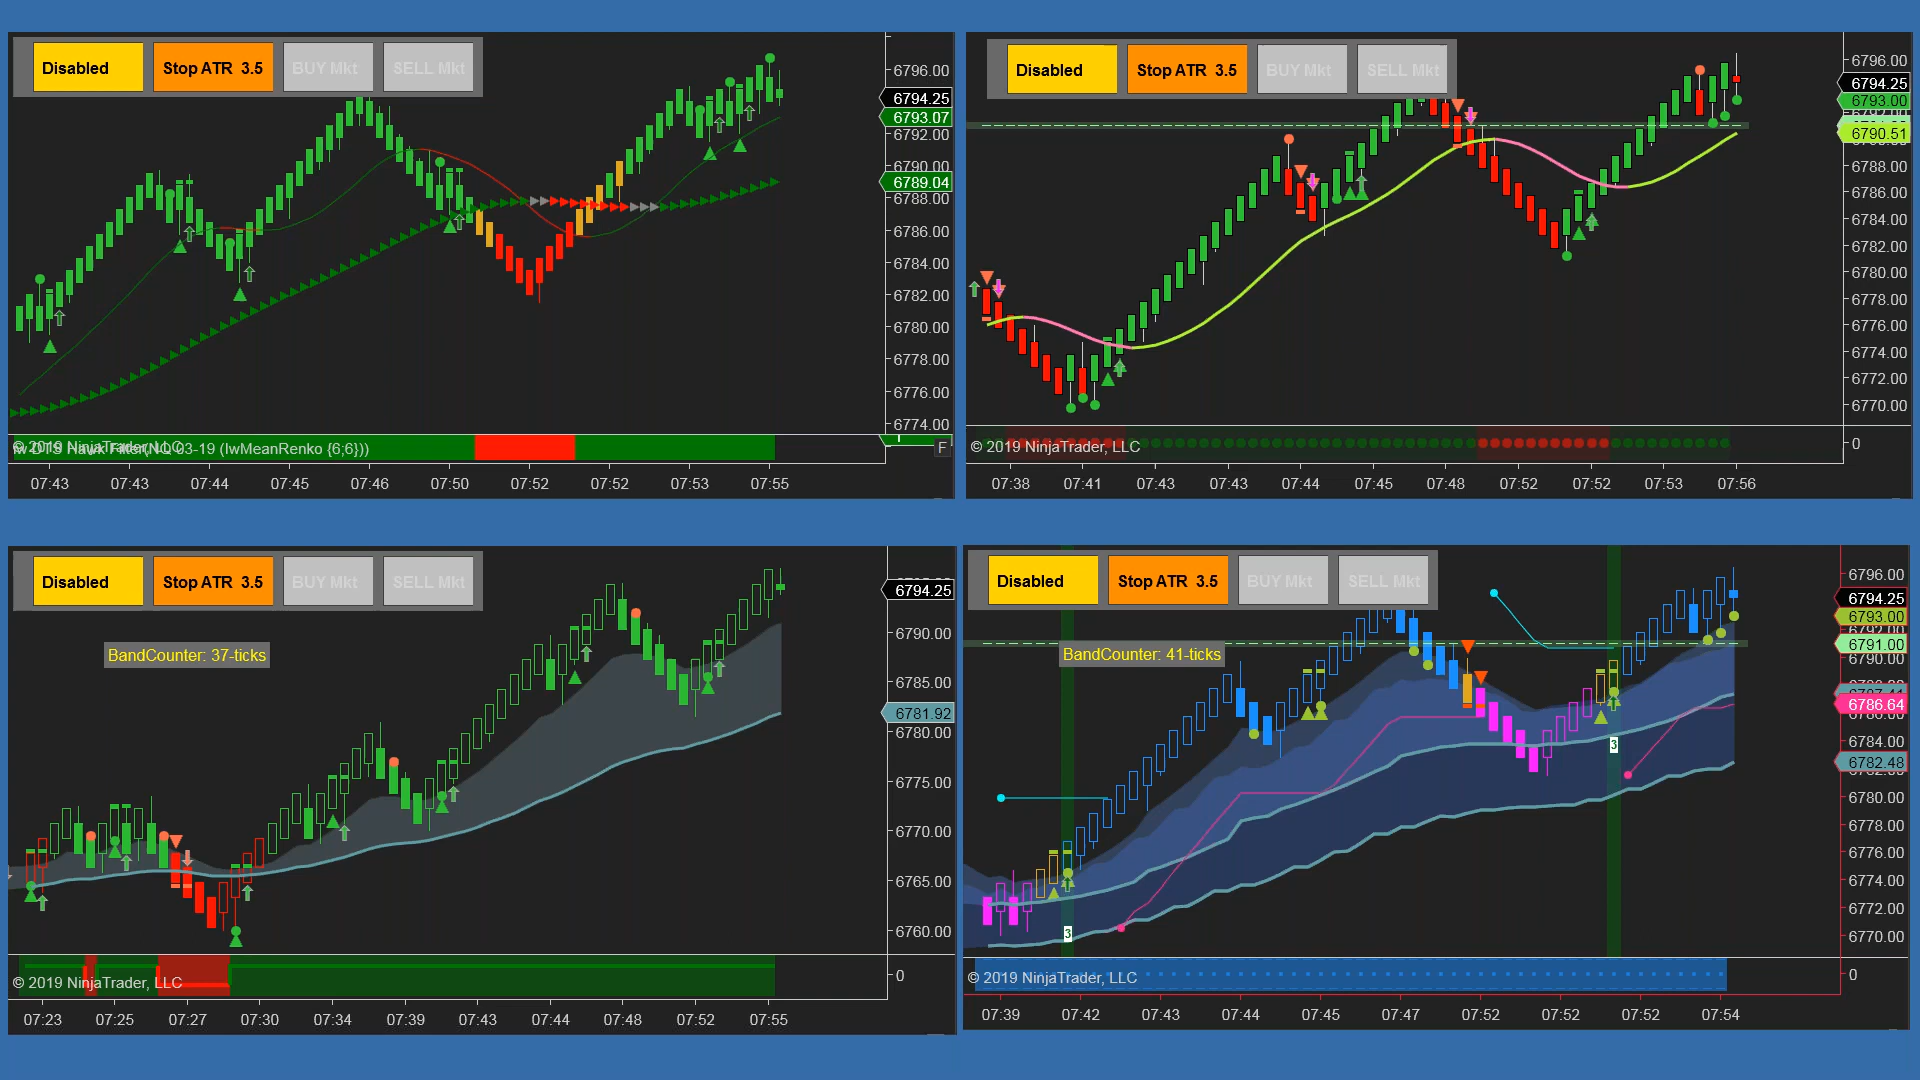 Disabled
Stop ATR 3.5
BUY Mkt
SELL Mkt
6796.00
6794.25
6793.07
6792.00
6790.00
6789.04
6788.00
6786.00
6784.00
6782.00
6780.00
6778.00
6776.00
6774.00
© 2019 NinjaTrader, LLC
lw DTS Hawk Filter(NQ 03-19 (lwMeanRenko {6;6}))
F
07:43 07:43 07:44 07:45 07:46 07:50 07:52 07:52 07:53 07:55
Disabled
Stop ATR 3.5
BUY Mkt
SELL Mkt
6796.00
6794.25
6793.00
6790.51
6788.00
6786.00
6784.00
6782.00
6780.00
6778.00
6776.00
6774.00
6772.00
6770.00
© 2019 NinjaTrader, LLC
0
07:38 07:41 07:43 07:43 07:44 07:45 07:48 07:52 07:52 07:53 07:56
Disabled
Stop ATR 3.5
BUY Mkt
SELL Mkt
BandCounter: 37-ticks
6794.25
6790.00
6785.00
6781.92
6780.00
6775.00
6770.00
6765.00
6760.00
© 2019 NinjaTrader, LLC
0
07:23 07:25 07:27 07:30 07:34 07:39 07:43 07:44 07:48 07:52 07:55
Disabled
Stop ATR 3.5
BUY Mkt
SELL Mkt
BandCounter: 41-ticks
3
3
6796.00
6794.25
6793.00
6791.00
6790.00
6786.64
6784.00
6782.48
6780.00
6778.00
6776.00
6774.00
6772.00
6770.00
© 2019 NinjaTrader, LLC
0
07:39 07:42 07:43 07:44 07:45 07:47 07:52 07:52 07:52 07:54